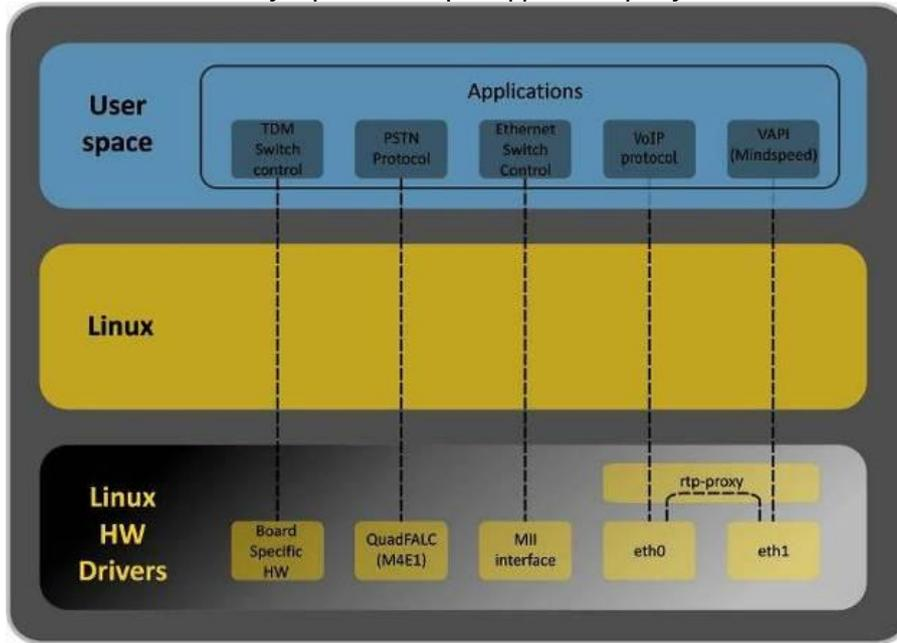 User
space
Applications
TDM
Switch
control
PSTN
Protocol
Ethernet
Switch
Control
VoIP
protocol
VAPI
(Mindspeed)
Linux
Linux
HW
Drivers
rtp-proxy
Board
Specific
HW
QuadFALC
(M4E1)
MII
interface
eth0
eth1